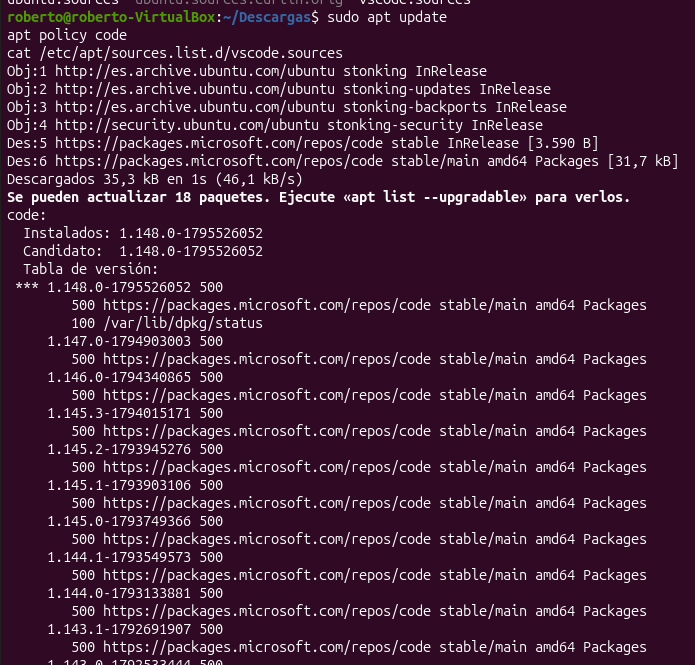 ubuntu.sources ubuntu.sources.curtin.orig vscode.sources
roberto@roberto-VirtualBox:~/Descargas$ sudo apt update
apt policy code
cat /etc/apt/sources.list.d/vscode.sources
Obj:1 http://es.archive.ubuntu.com/ubuntu stonking InRelease
Obj:2 http://es.archive.ubuntu.com/ubuntu stonking-updates InRelease
Obj:3 http://es.archive.ubuntu.com/ubuntu stonking-backports InRelease
Obj:4 http://security.ubuntu.com/ubuntu stonking-security InRelease
Des:5 https://packages.microsoft.com/repos/code stable InRelease [3.590 B]
Des:6 https://packages.microsoft.com/repos/code stable/main amd64 Packages [31,7 kB]
Descargados 35,3 kB en 1s (46,1 kB/s)
Se pueden actualizar 18 paquetes. Ejecute «apt list --upgradable» para verlos.
code:
  Instalados: 1.148.0-1795526052
  Candidato:  1.148.0-1795526052
  Tabla de versión:
 *** 1.148.0-1795526052 500
        500 https://packages.microsoft.com/repos/code stable/main amd64 Packages
        100 /var/lib/dpkg/status
     1.147.0-1794903003 500
        500 https://packages.microsoft.com/repos/code stable/main amd64 Packages
     1.146.0-1794340865 500
        500 https://packages.microsoft.com/repos/code stable/main amd64 Packages
     1.145.3-1794015171 500
        500 https://packages.microsoft.com/repos/code stable/main amd64 Packages
     1.145.2-1793945276 500
        500 https://packages.microsoft.com/repos/code stable/main amd64 Packages
     1.145.1-1793903106 500
        500 https://packages.microsoft.com/repos/code stable/main amd64 Packages
     1.145.0-1793749366 500
        500 https://packages.microsoft.com/repos/code stable/main amd64 Packages
     1.144.1-1793549573 500
        500 https://packages.microsoft.com/repos/code stable/main amd64 Packages
     1.144.0-1793133881 500
        500 https://packages.microsoft.com/repos/code stable/main amd64 Packages
     1.143.1-1792691907 500
        500 https://packages.microsoft.com/repos/code stable/main amd64 Packages
     1.143.0-1792533444 500